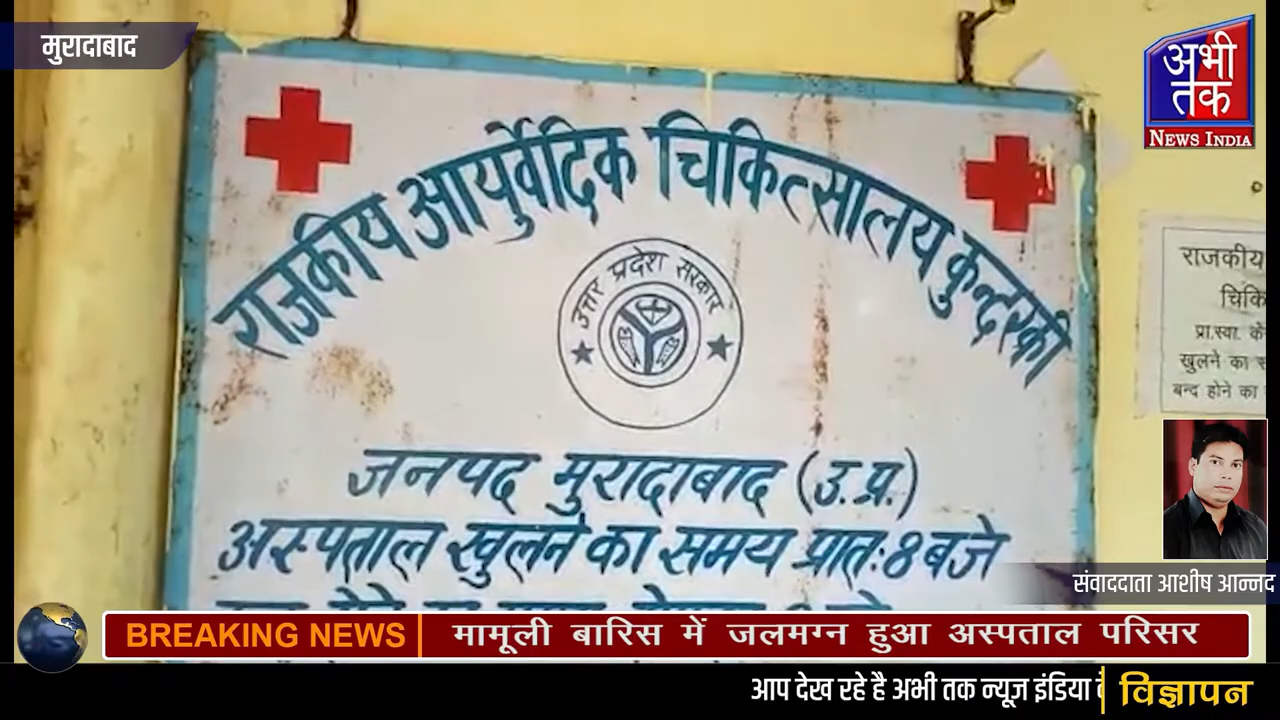 मुरादाबाद
अभी
तक
NEWS INDIA
राजकीय आयुर्वेदिक चिकित्सालय कुन्दरकी
उत्तर प्रदेश सरकार
जनपद मुरादाबाद (उ.प्र.)
अस्पताल खुलने का समय प्रातः 8 बजे
राजकीय
प्रा.स्वा.
खुलने का
बन्द होने का
संवाददाता आशीष आन्नद
BREAKING NEWS मामूली बारिस में जलमग्न हुआ अस्पताल परिसर
आप देख रहे है अभी तक न्यूज़ इंडिया
विज्ञापन